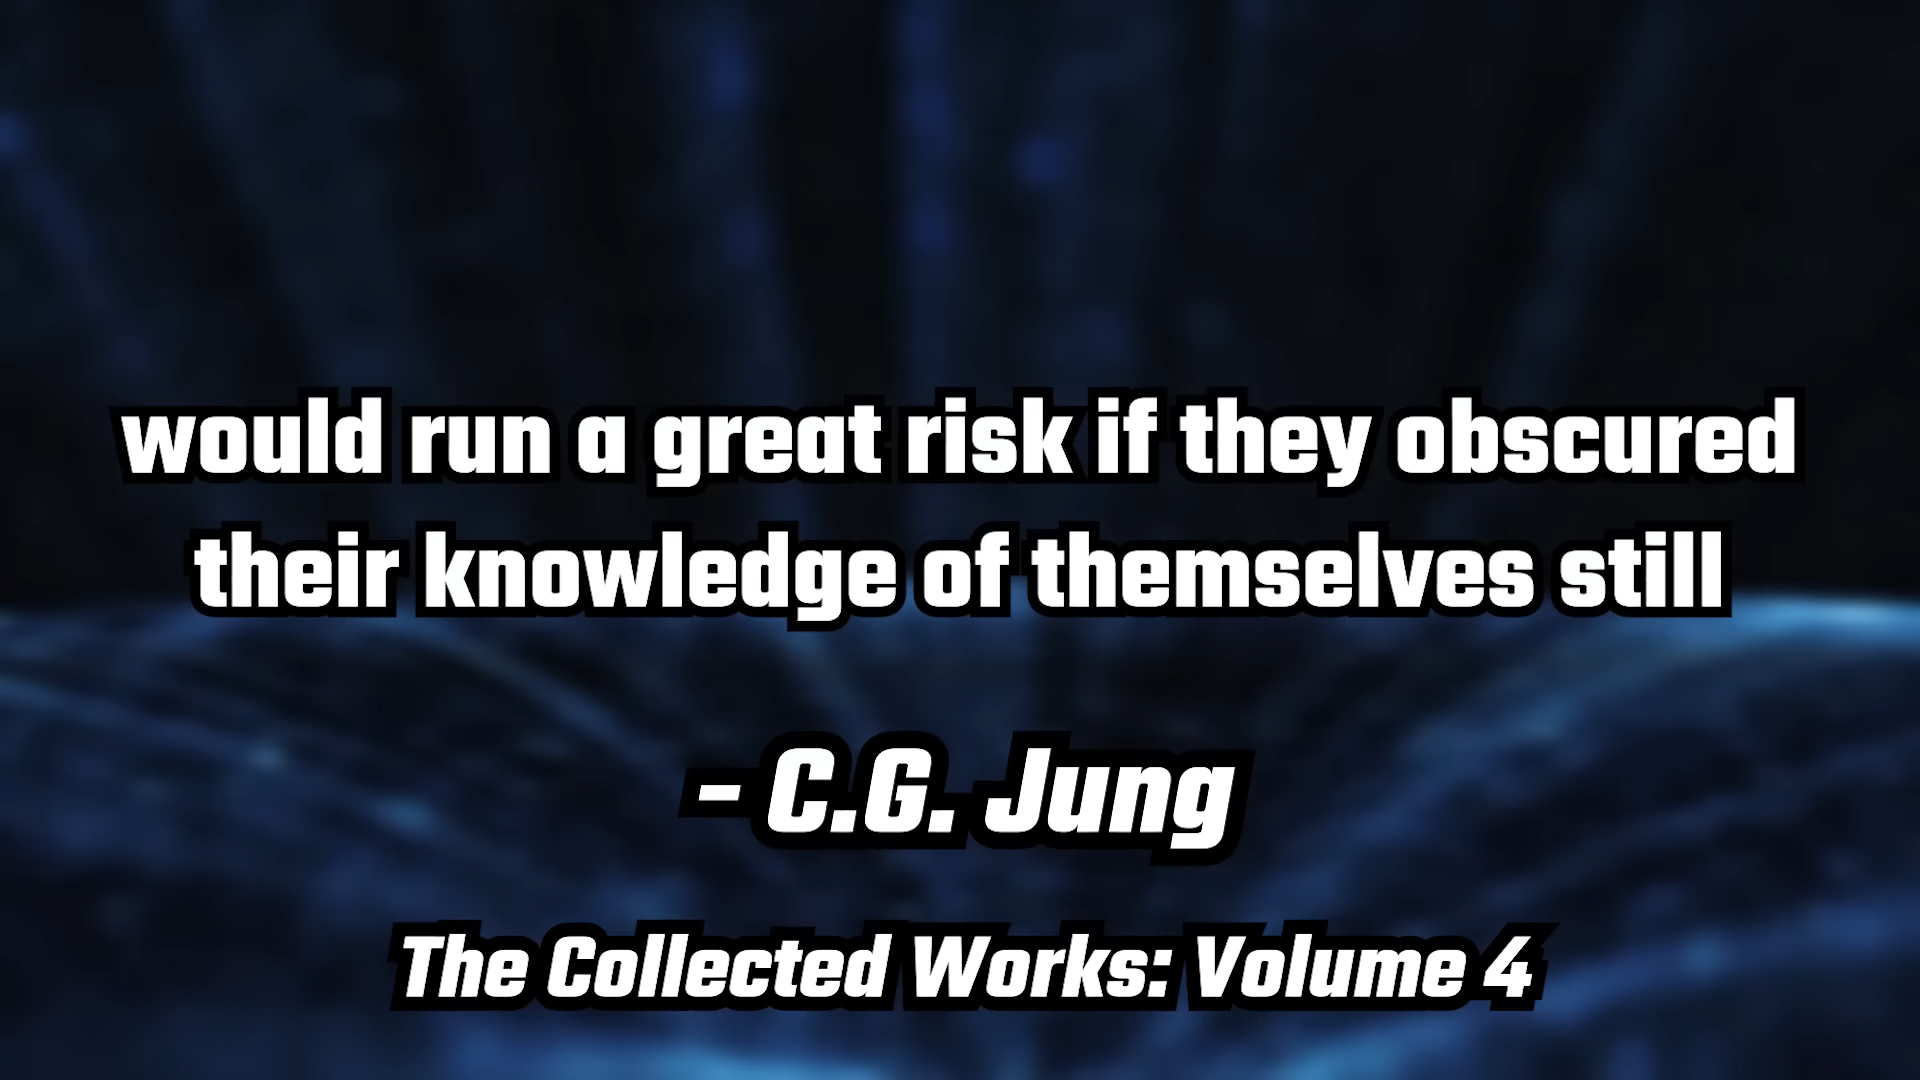 would run a great risk if they obscured
their knowledge of themselves still
- C.G. Jung
The Collected Works: Volume 4